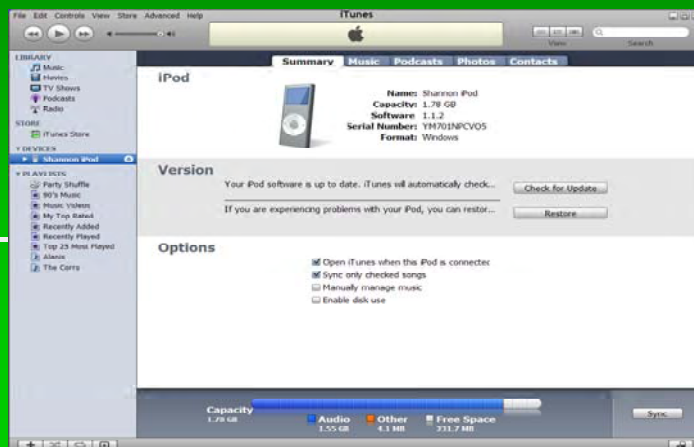 File Edit Controls View Store Advanced Help
iTunes
View
Search
LIBRARY
Music
Movies
TV Shows
Podcasts
Radio
STORE
iTunes Store
DEVICES
Shannon iPod
PLAYLISTS
Party Shuffle
90's Music
Music Videos
My Top Rated
Recently Added
Recently Played
Top 25 Most Played
Alanis
The Corrs
Summary Music Podcasts Photos Contacts
iPod
Name: Shannon iPod
Capacity: 1.78 GB
Software 1.1.2
Serial Number: YM701NPCVQ5
Format: Windows
Version
Your iPod software is up to date. iTunes will automatically check...
Check for Update
If you are experiencing problems with your iPod, you can restor...
Restore
Options
Open iTunes when this iPod is connected
Sync only checked songs
Manually manage music
Enable disk use
Capacity
1.78 GB
Audio
1.55 GB
Other
4.1 MB
Free Space
231.7 MB
Sync